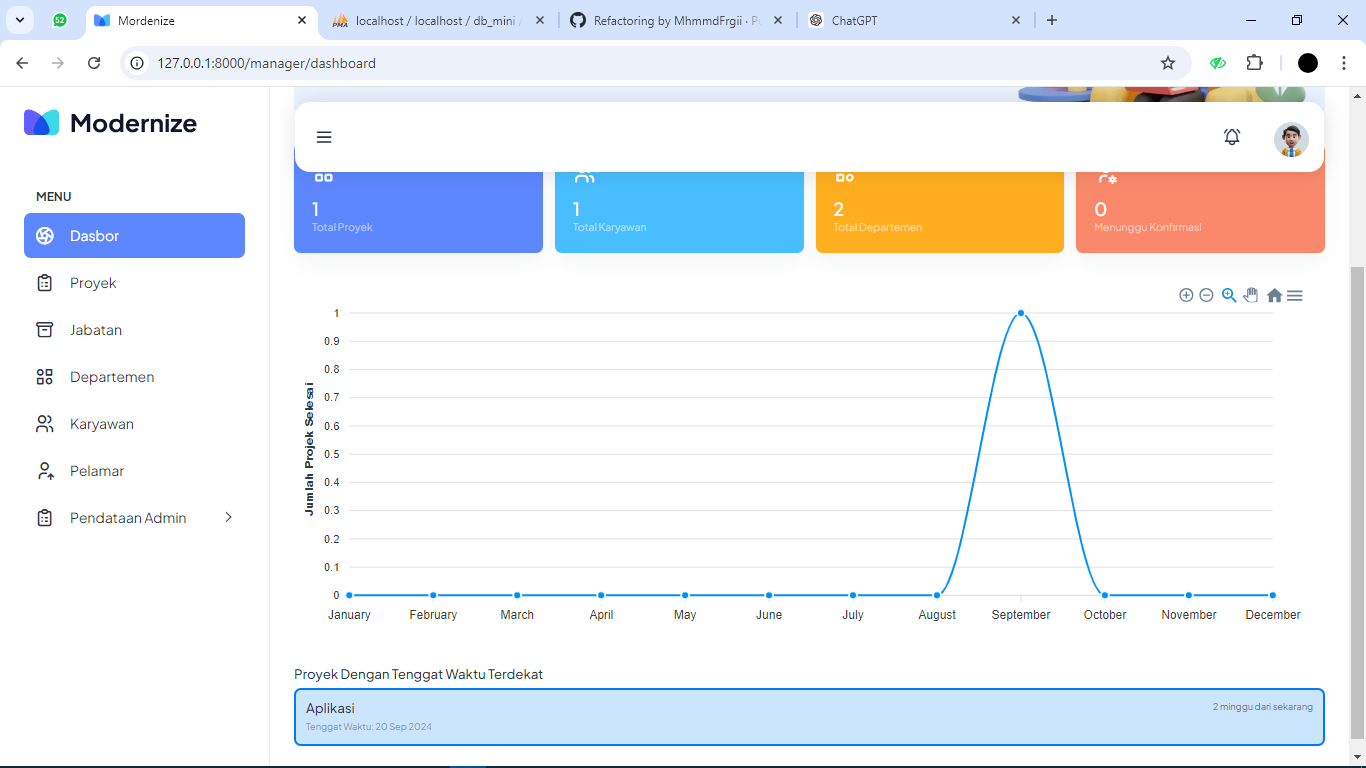 52
Mordenize
localhost / localhost / db_mini /
Refactoring by MhmmdFrgii · P
ChatGPT
127.0.0.1:8000/manager/dashboard
Modernize
MENU
Dasbor
Proyek
Jabatan
Departemen
Karyawan
Pelamar
Pendataan Admin
1
Total Proyek
1
Total Karyawan
2
Total Departemen
0
Menunggu Konfirmasi
Jumlah Projek Selesai
1
0.9
0.8
0.7
0.6
0.5
0.4
0.3
0.2
0.1
0
January February March April May June July August September October November December
Proyek Dengan Tenggat Waktu Terdekat
Aplikasi
2 minggu dari sekarang
Tenggat Waktu: 20 Sep 2024